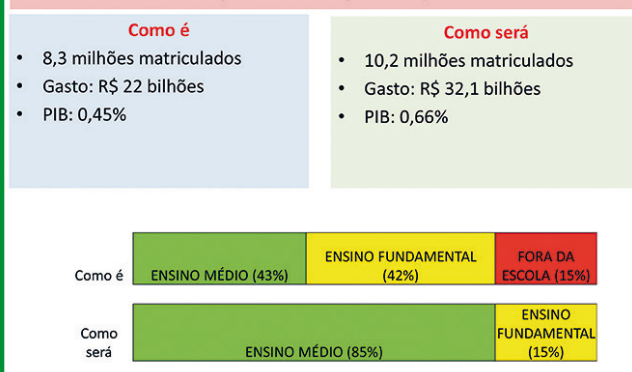 Como é
• 8,3 milhões matriculados
• Gasto: R$ 22 bilhões
• PIB: 0,45%
Como será
• 10,2 milhões matriculados
• Gasto: R$ 32,1 bilhões
• PIB: 0,66%
Como é
ENSINO MÉDIO (43%)
ENSINO FUNDAMENTAL
(42%)
FORA DA
ESCOLA (15%)
Como
será
ENSINO MÉDIO (85%)
ENSINO
FUNDAMENTAL
(15%)